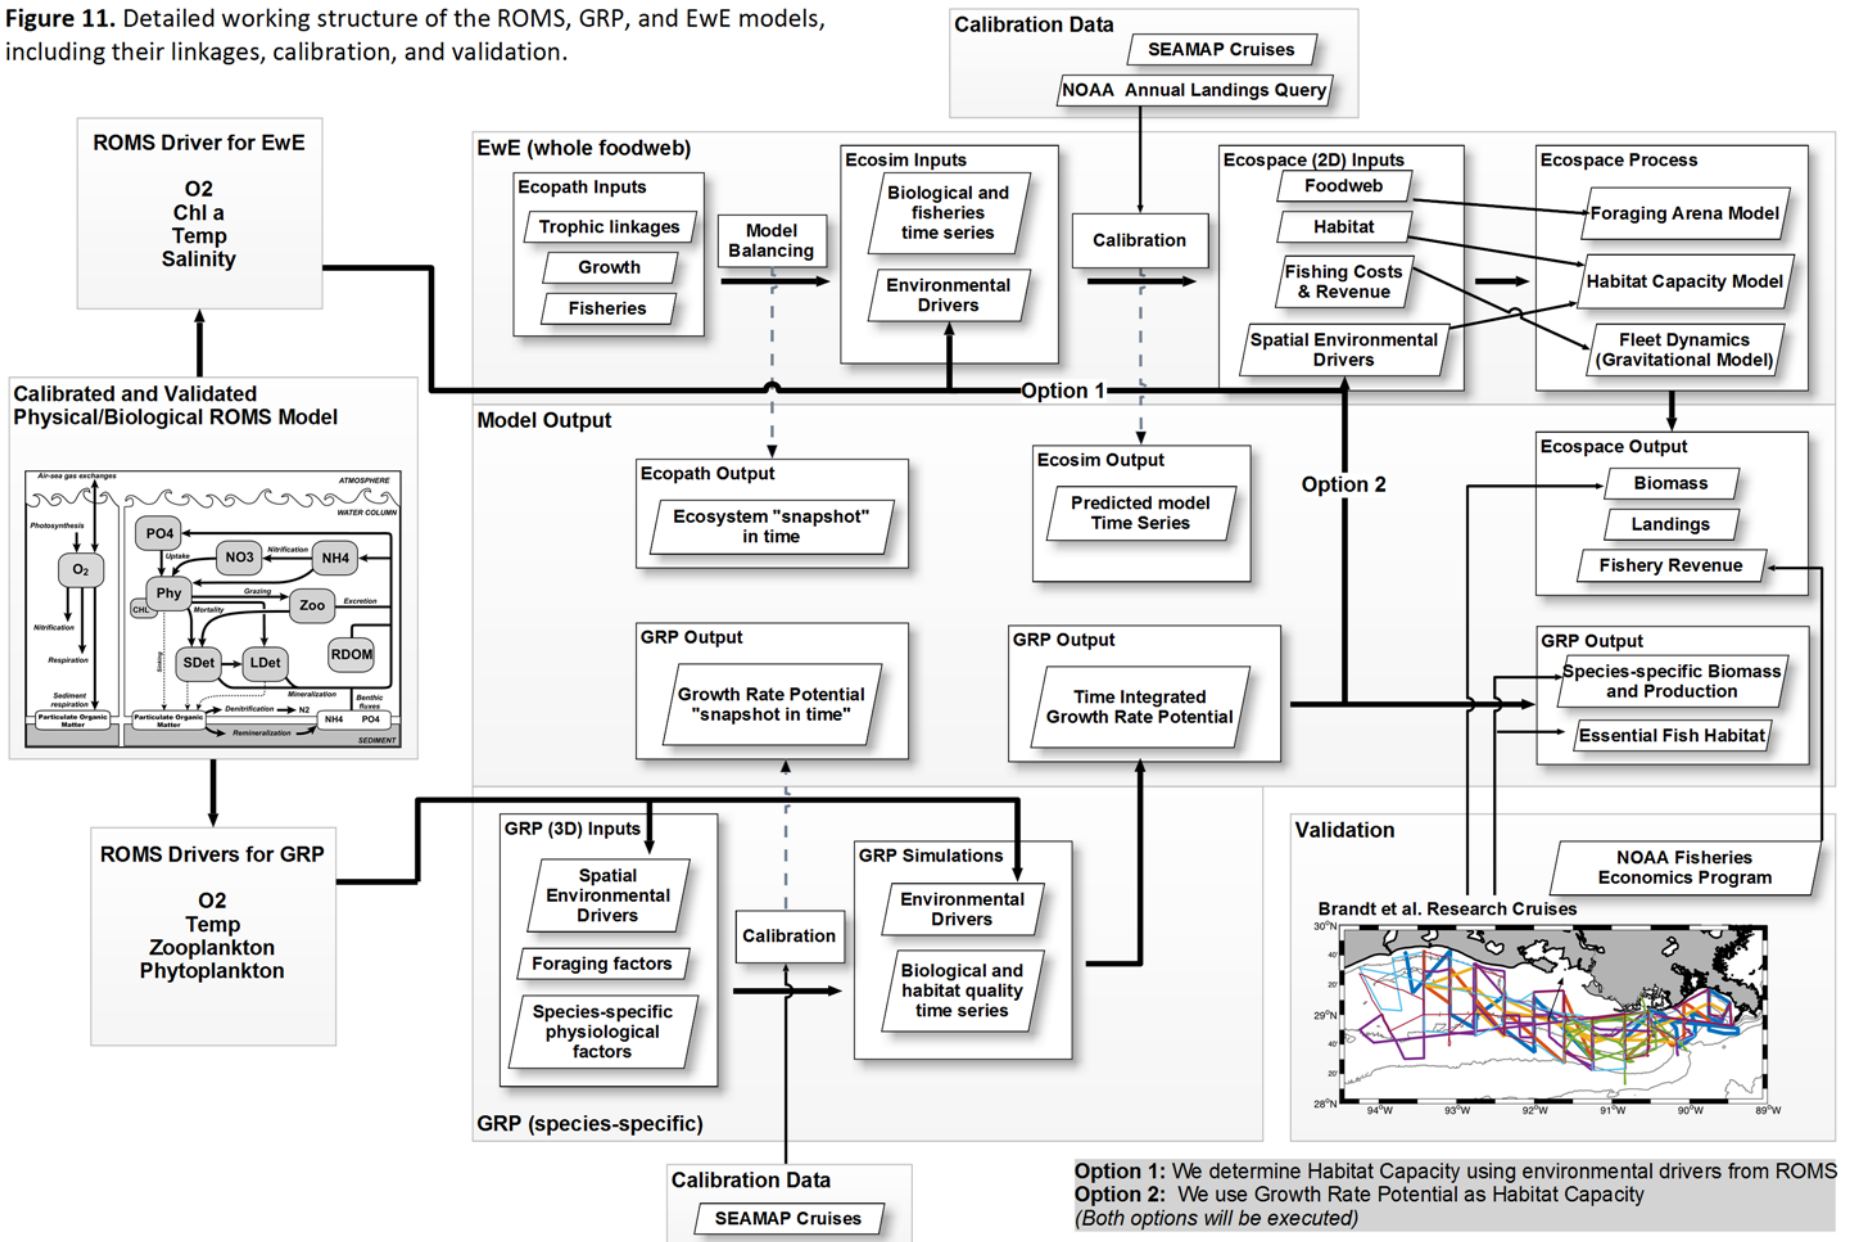 Figure 11. Detailed working structure of the ROMS, GRP, and EwE models,
including their linkages, calibration, and validation.
Calibration Data
SEAMAP Cruises
NOAA Annual Landings Query
ROMS Driver for EwE
O2
Chl a
Temp
Salinity
EwE (whole foodweb)
Ecopath Inputs
Trophic linkages
Growth
Fisheries
Model
Balancing
Ecosim Inputs
Biological and
fisheries
time series
Environmental
Drivers
Calibration
Ecospace (2D) Inputs
Foodweb
Habitat
Fishing Costs
& Revenue
Spatial Environmental
Drivers
Ecospace Process
Foraging Arena Model
Habitat Capacity Model
Fleet Dynamics
(Gravitational Model)
Option 1
Calibrated and Validated
Physical/Biological ROMS Model
Air-sea gas exchanges
ATMOSPHERE
WATER COLUMN
Photosynthesis
PO4
Uptake
NO3
Nitrification
NH4
O2
Phy
CHL
Grazing
Mortality
Zoo
Excretion
Nitrification
Respiration
Sinking
SDet
LDet
RDOM
Mineralization
Sediment
respiration
Benthic
fluxes
Denitrification
N2
Particulate Organic
Matter
Particulate Organic
Matter
NH4
PO4
Remineralization
SEDIMENT
Model Output
Ecopath Output
Ecosystem "snapshot"
in time
Ecosim Output
Predicted model
Time Series
Option 2
Ecospace Output
Biomass
Landings
Fishery Revenue
GRP Output
Growth Rate Potential
"snapshot in time"
GRP Output
Time Integrated
Growth Rate Potential
GRP Output
Species-specific Biomass
and Production
Essential Fish Habitat
ROMS Drivers for GRP
O2
Temp
Zooplankton
Phytoplankton
GRP (3D) Inputs
Spatial
Environmental
Drivers
Foraging factors
Species-specific
physiological
factors
Calibration
GRP Simulations
Environmental
Drivers
Biological and
habitat quality
time series
GRP (species-specific)
Calibration Data
SEAMAP Cruises
Validation
NOAA Fisheries
Economics Program
Brandt et al. Research Cruises
30°N
40'
20'
29°N
40'
20'
28°N
94°W
93°W
92°W
91°W
90°W
89°W
Option 1: We determine Habitat Capacity using environmental drivers from ROMS
Option 2: We use Growth Rate Potential as Habitat Capacity
(Both options will be executed)